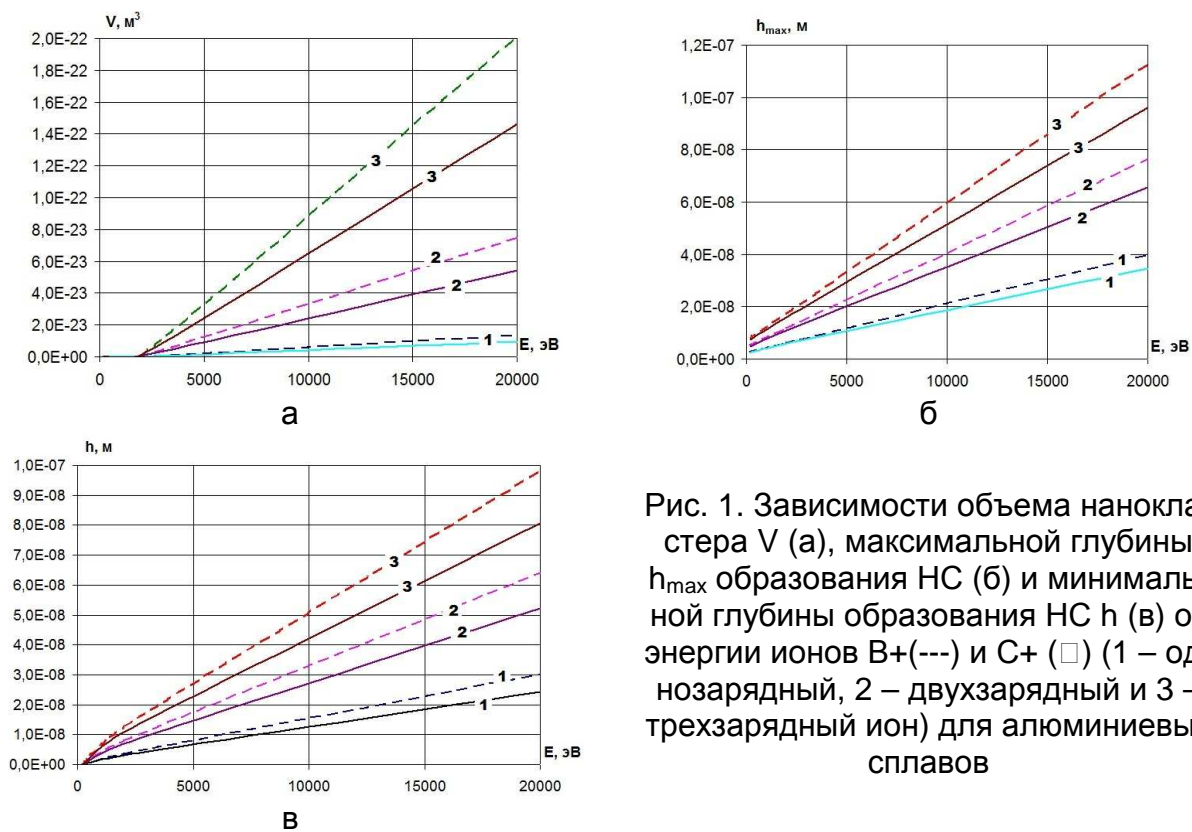 V, м³
2,0E-22
1,8E-22
1,6E-22
1,4E-22
1,2E-22
1,0E-22
8,0E-23
6,0E-23
4,0E-23
2,0E-23
0,0E+00
3
3
2
2
1
E, эВ
0 5000 10000 15000 20000
а
hmax, м
1,2E-07
1,0E-07
8,0E-08
6,0E-08
4,0E-08
2,0E-08
0,0E+00
3
3
2
2
1
1
E, эВ
0 5000 10000 15000 20000
б
h, м
1,0E-07
9,0E-08
8,0E-08
7,0E-08
6,0E-08
5,0E-08
4,0E-08
3,0E-08
2,0E-08
1,0E-08
0,0E+00
3
3
2
2
1
1
E, эВ
0 5000 10000 15000 20000
в
Рис. 1. Зависимости объема нанокла
стера V (а), максимальной глубины
hmax образования НС (б) и минималь
ной глубины образования НС h (в) о
энергии ионов В+(---) и С+ (□) (1 – од
нозарядный, 2 – двухзарядный и 3 –
трехзарядный ион) для алюминиевы
сплавов